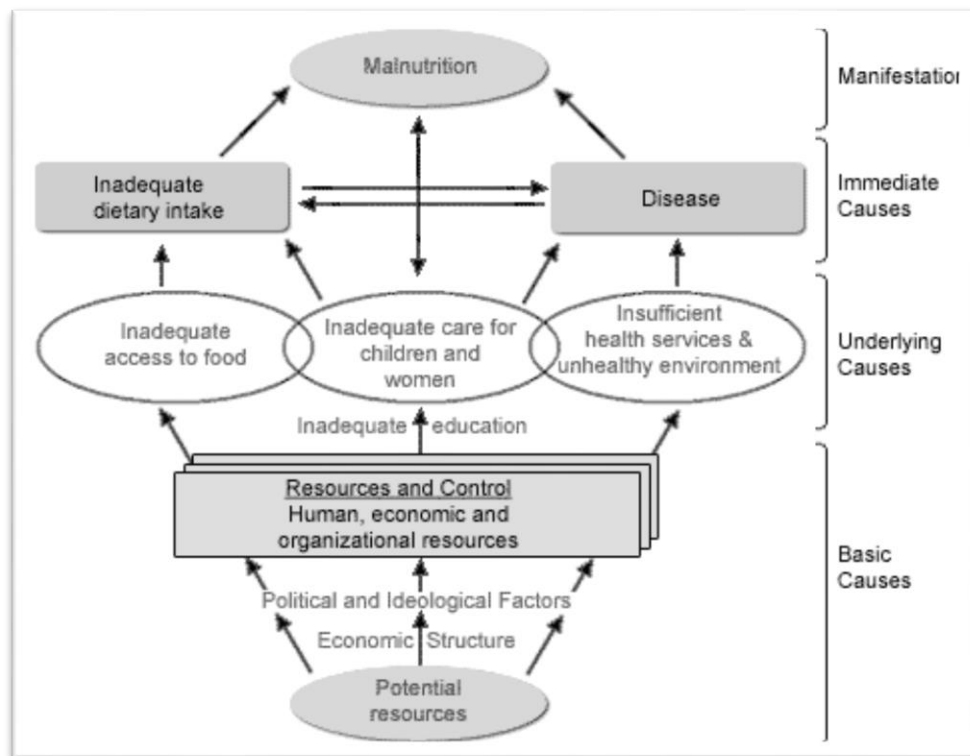 Malnutrition
Manifestation
Inadequate
dietary intake
Disease
Immediate
Causes
Inadequate
access to food
Inadequate care for
children and
women
Insufficient
health services &
unhealthy environment
Underlying
Causes
Inadequate education
Resources and Control
Human, economic and
organizational resources
Political and Ideological Factors
Economic Structure
Basic
Causes
Potential
resources